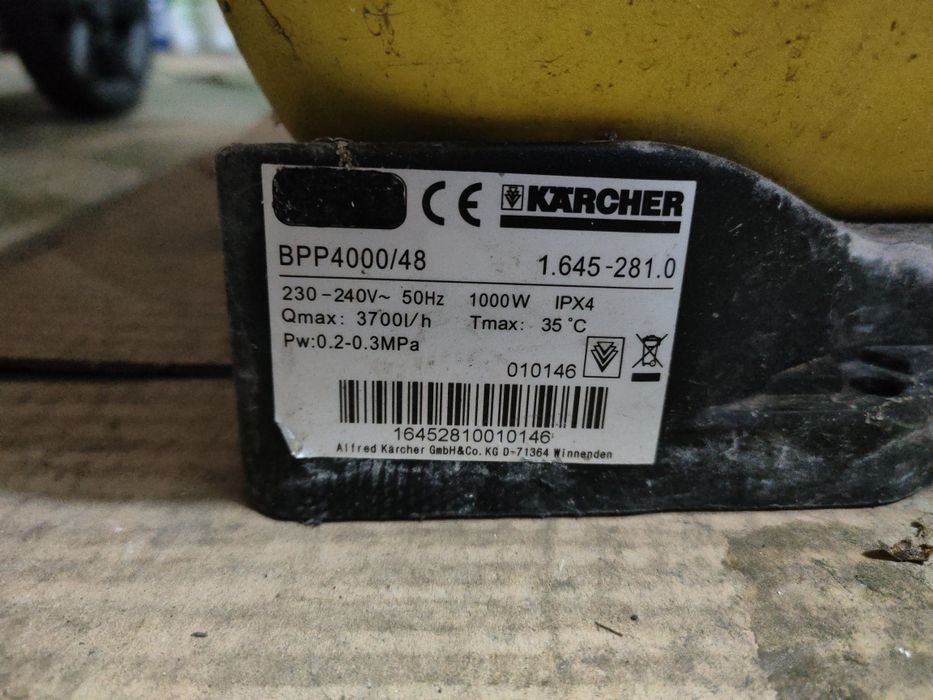 CE KÄRCHER
BPP4000/48 1.645-281.0
230-240V~ 50Hz 1000W IPX4
Qmax: 3700l/h Tmax: 35°C
Pw:0.2-0.3MPa
010146
16452810010146
Alfred Kärcher GmbH&Co. KG D-71364 Winnenden